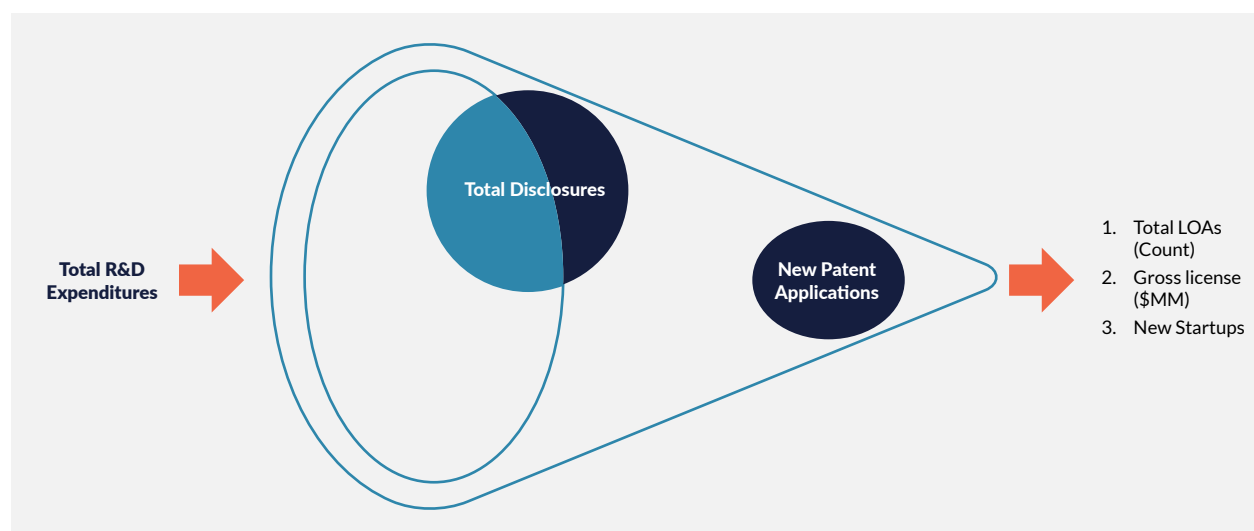 Total R&D
Expenditures
Total Disclosures
New Patent
Applications
1. Total LOAs
(Count)
2. Gross license
($MM)
3. New Startups